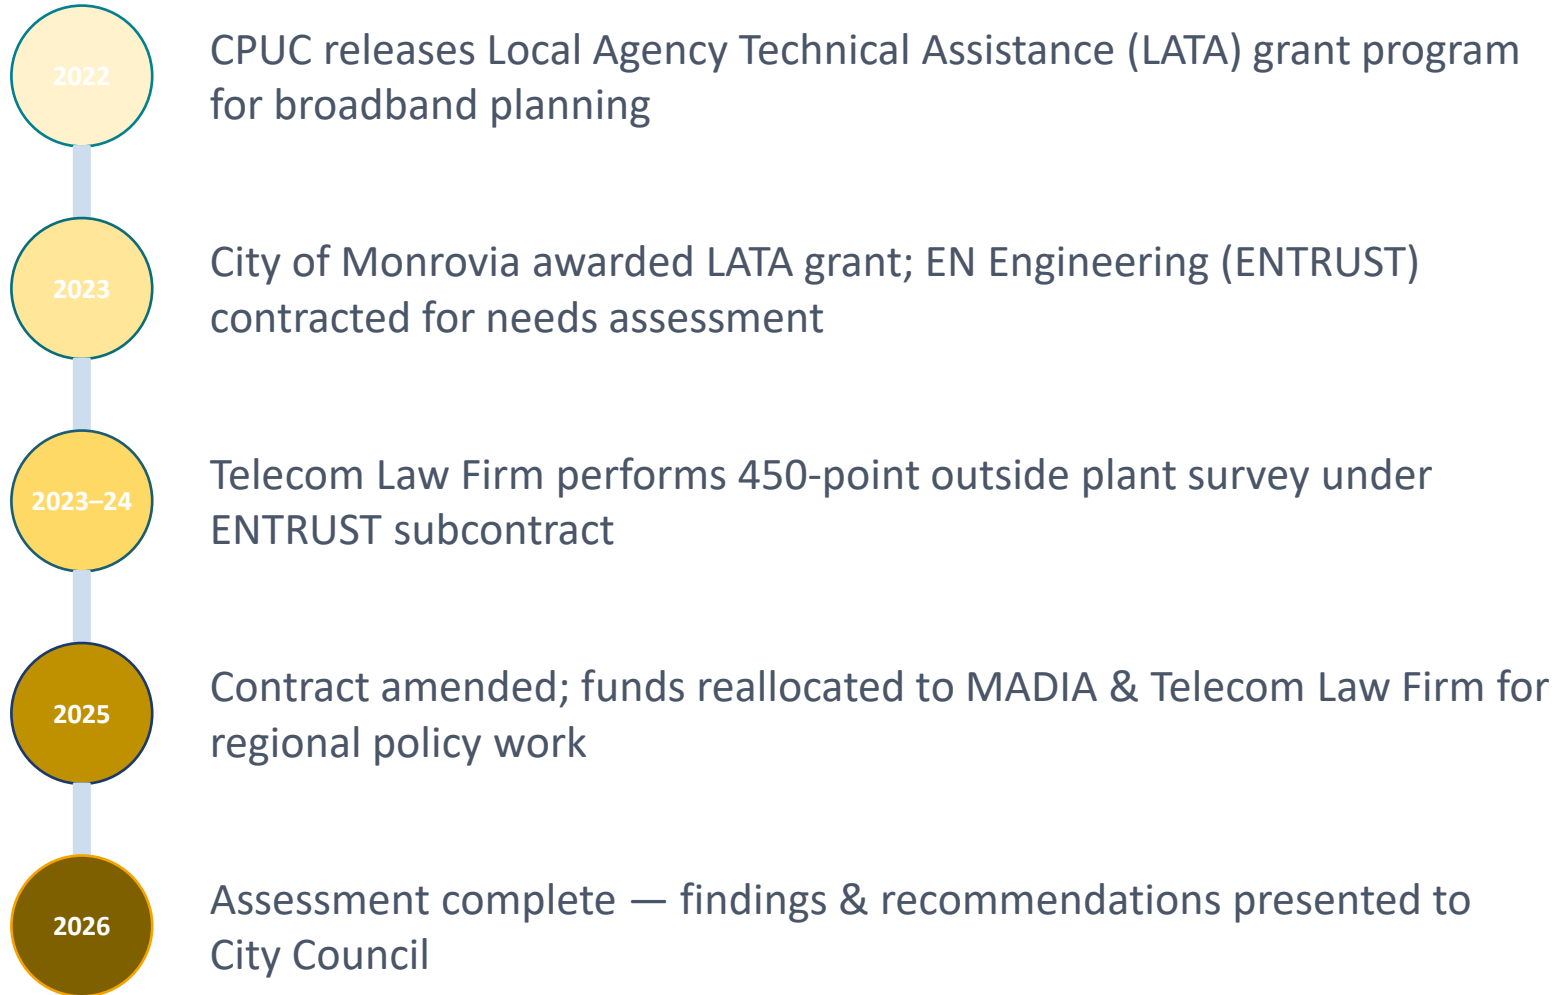 2022
CPUC releases Local Agency Technical Assistance (LATA) grant program
for broadband planning
2023
City of Monrovia awarded LATA grant; EN Engineering (ENTRUST)
contracted for needs assessment
2023–24
Telecom Law Firm performs 450-point outside plant survey under
ENTRUST subcontract
2025
Contract amended; funds reallocated to MADIA & Telecom Law Firm for
regional policy work
2026
Assessment complete — findings & recommendations presented to
City Council